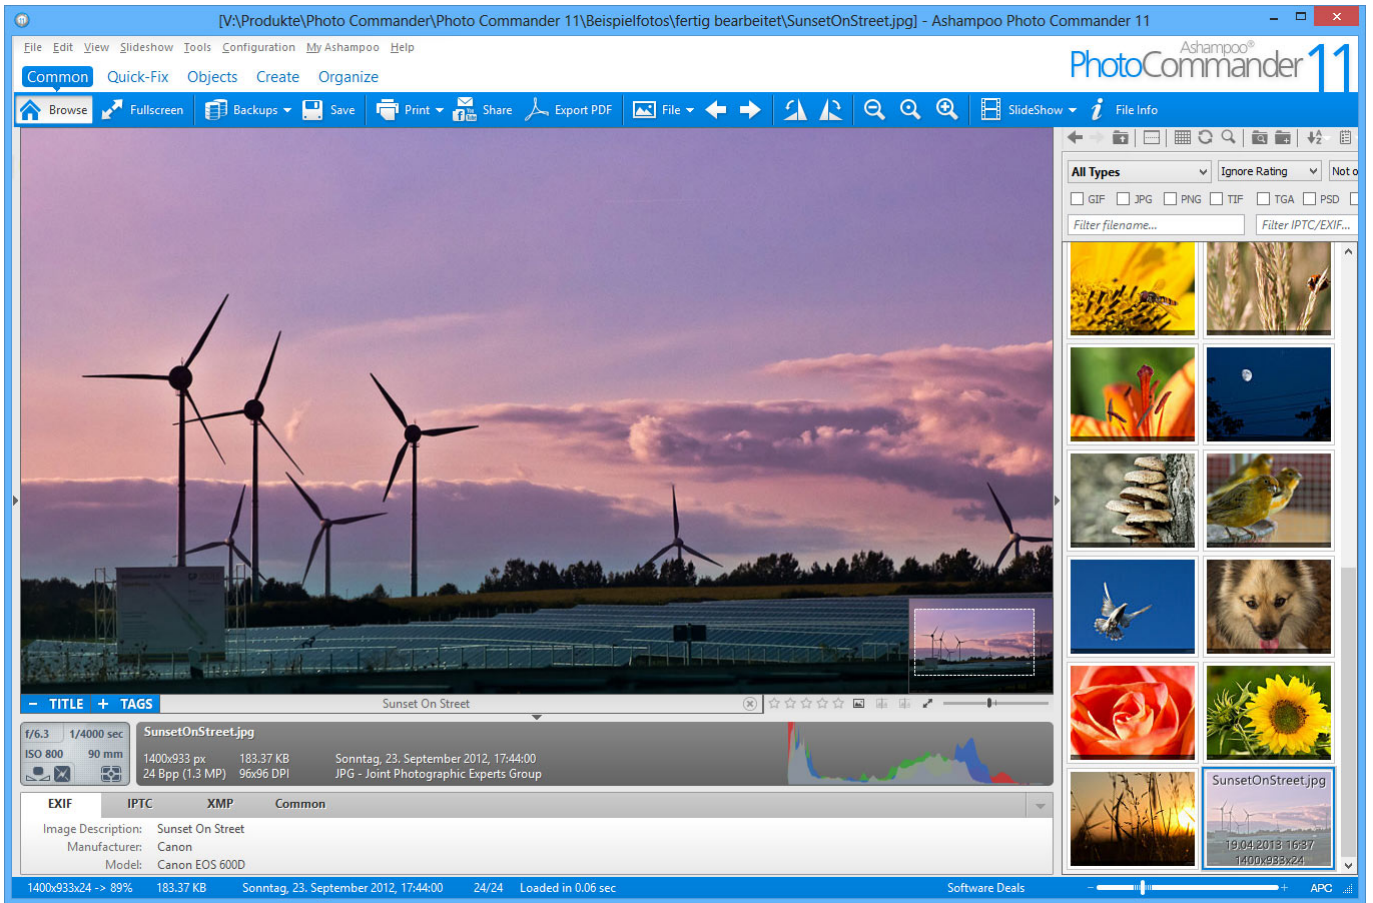 [V:\Produkte\Photo Commander\Photo Commander 11\Beispielfotos\fertig bearbeitet\SunsetOnStreet.jpg] - Ashampoo Photo Commander 11
File Edit View Slideshow Tools Configuration My Ashampoo Help
Ashampoo®
PhotoCommander 11
Common Quick-Fix Objects Create Organize
Browse Fullscreen Backups Save Print Share Export PDF File SlideShow File Info
All Types Ignore Rating Not o
GIF JPG PNG TIF TGA PSD
Filter filename... Filter IPTC/EXIF...
− TITLE + TAGS Sunset On Street
f/6.3 1/4000 sec
ISO 800 90 mm
SunsetOnStreet.jpg
1400x933 px 183.37 KB Sonntag, 23. September 2012, 17:44:00
24 Bpp (1.3 MP) 96x96 DPI JPG - Joint Photographic Experts Group
EXIF IPTC XMP Common
Image Description: Sunset On Street
Manufacturer: Canon
Model: Canon EOS 600D
SunsetOnStreet.jpg
19.04.2013 16:37
1400x933x24
1400x933x24 -> 89% 183.37 KB Sonntag, 23. September 2012, 17:44:00 24/24 Loaded in 0.06 sec Software Deals − + APC